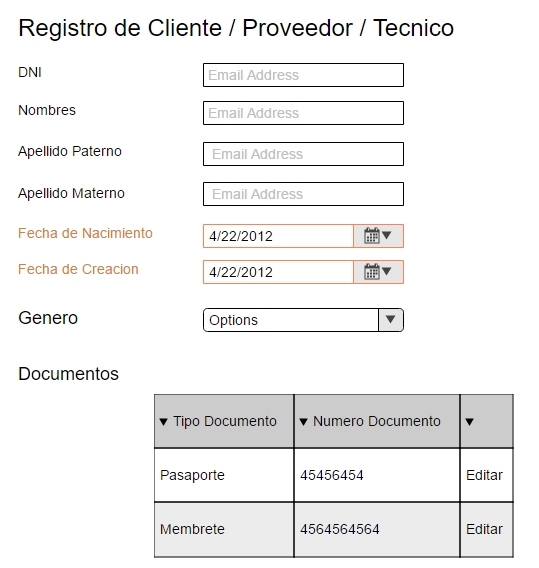 Registro de Cliente / Proveedor / Tecnico
DNI Email Address
Nombres Email Address
Apellido Paterno Email Address
Apellido Materno Email Address
Fecha de Nacimiento 4/22/2012
Fecha de Creacion 4/22/2012
Genero Options
Documentos
Tipo Documento Numero Documento
Pasaporte 45456454 Editar
Membrete 4564564564 Editar